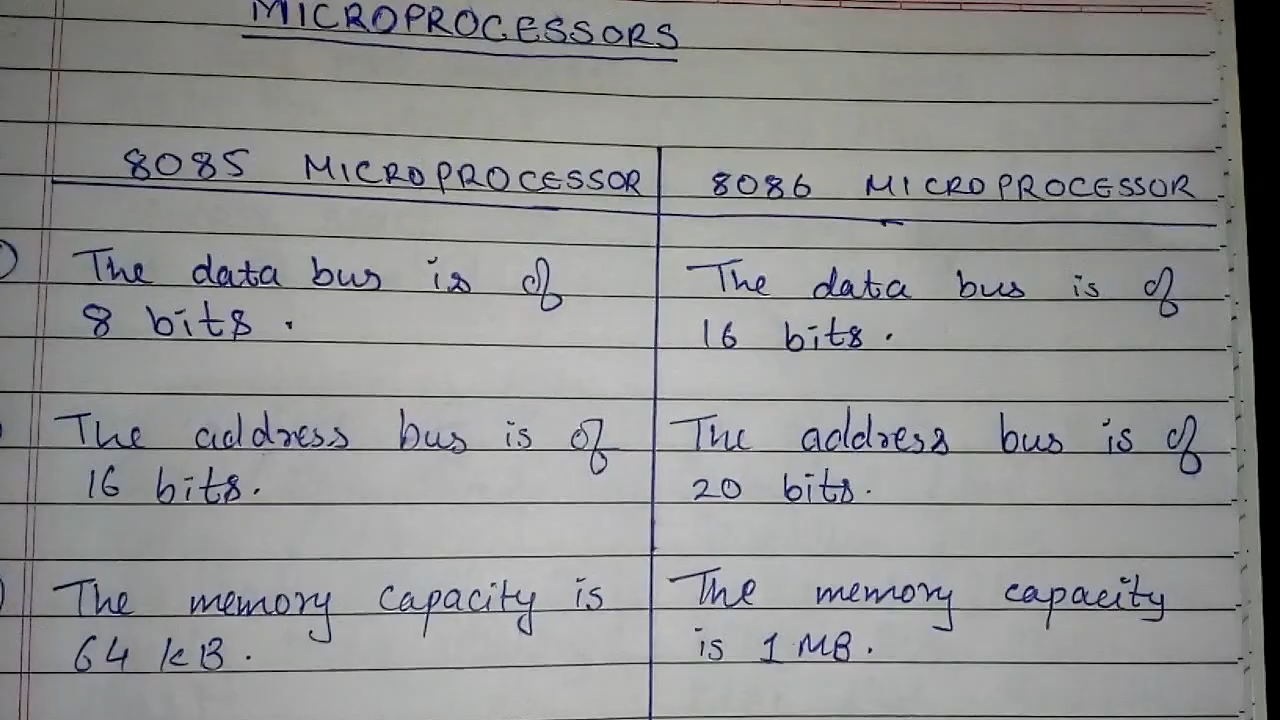 MICROPROCESSORS
8085 MICROPROCESSOR
The data bus is of
8 bits.
The address bus is of
16 bits.
The memory capacity is
64 kB.
8086 MICROPROCESSOR
The data bus is of
16 bits.
The address bus is of
20 bits.
The memory capacity
is 1 MB.